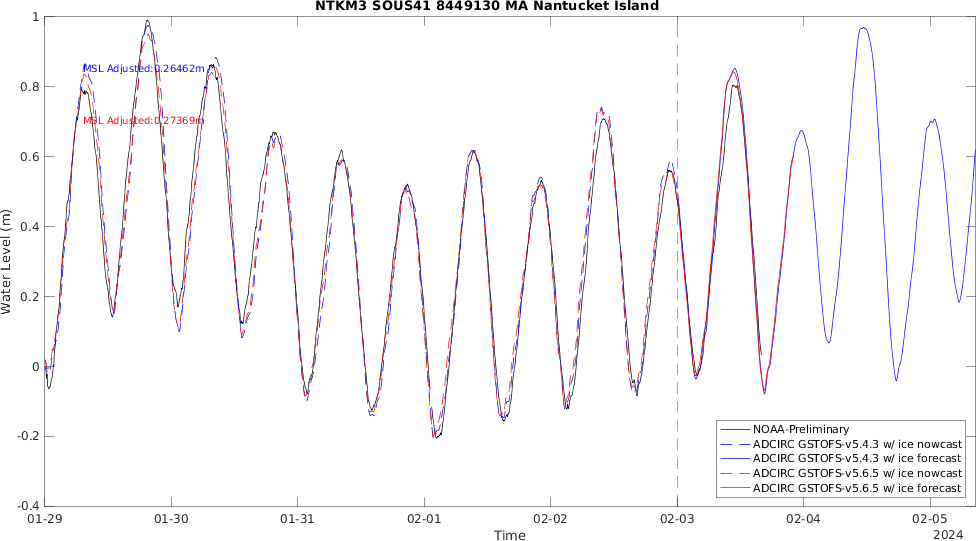 NTKM3 SOUS41 8449130 MA Nantucket Island
1
0.8
0.6
0.4
0.2
0
-0.2
-0.4
Water Level (m)
MSL Adjusted:0.26462m
MSL Adjusted:0.27369m
NOAA-Preliminary
ADCIRC GSTOFS-v5.4.3 w/ ice nowcast
ADCIRC GSTOFS-v5.4.3 w/ ice forecast
ADCIRC GSTOFS-v5.6.5 w/ ice nowcast
ADCIRC GSTOFS-v5.6.5 w/ ice forecast
01-29 01-30 01-31 02-01 02-02 02-03 02-04 02-05
Time
2024